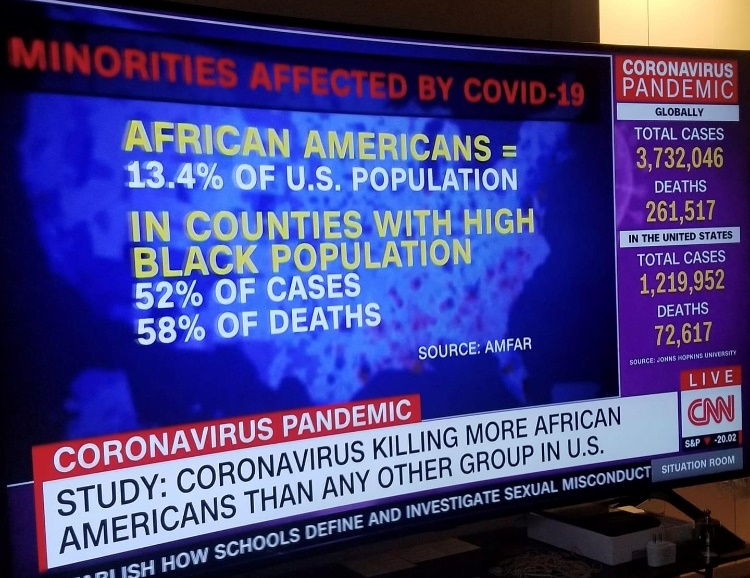 MINORITIES AFFECTED BY COVID-19
AFRICAN AMERICANS =
13.4% OF U.S. POPULATION
IN COUNTIES WITH HIGH
BLACK POPULATION
52% OF CASES
58% OF DEATHS
SOURCE: AMFAR
CORONAVIRUS
PANDEMIC
GLOBALLY
TOTAL CASES
3,732,046
DEATHS
261,517
IN THE UNITED STATES
TOTAL CASES
1,219,952
DEATHS
72,617
SOURCE: JOHNS HOPKINS UNIVERSITY
LIVE
CNN
S&P ▼ -20.02
CORONAVIRUS PANDEMIC
STUDY: CORONAVIRUS KILLING MORE AFRICAN
AMERICANS THAN ANY OTHER GROUP IN U.S.
SITUATION ROOM
HOW SCHOOLS DEFINE AND INVESTIGATE SEXUAL MISCONDUCT